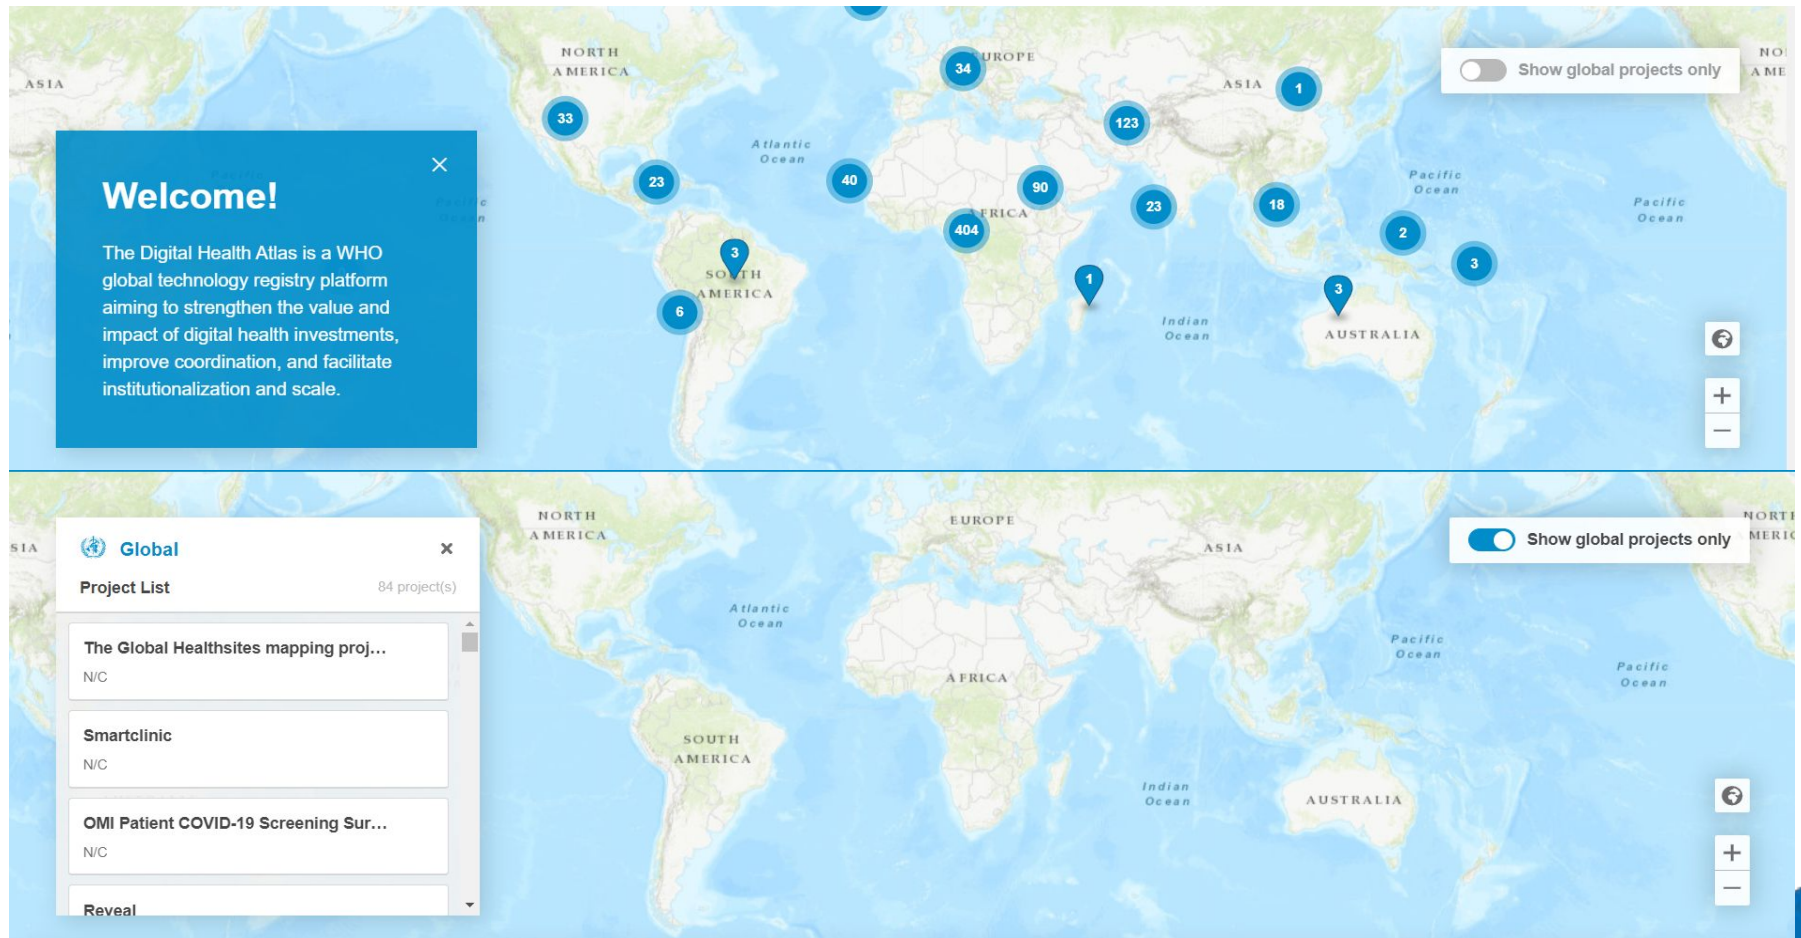 NORTH
AMERICA
EUROPE
ASIA
ASIA
34
33
1
123
Show global projects only
Atlantic
Ocean
23
40
90
23
18
AFRICA
404
2
3
Pacific
Ocean
Pacific
Ocean
3
SOUTH
AMERICA
6
1
3
Indian
Ocean
AUSTRALIA
+
−
Welcome!
The Digital Health Atlas is a WHO
global technology registry platform
aiming to strengthen the value and
impact of digital health investments,
improve coordination, and facilitate
institutionalization and scale.
NORTH
AMERICA
EUROPE
ASIA
Show global projects only
Atlantic
Ocean
Pacific
Ocean
Pacific
Ocean
AFRICA
SOUTH
AMERICA
Indian
Ocean
AUSTRALIA
+
−
Global
Project List 84 project(s)
The Global Healthsites mapping proj...
N/C
Smartclinic
N/C
OMI Patient COVID-19 Screening Sur...
N/C
Reveal